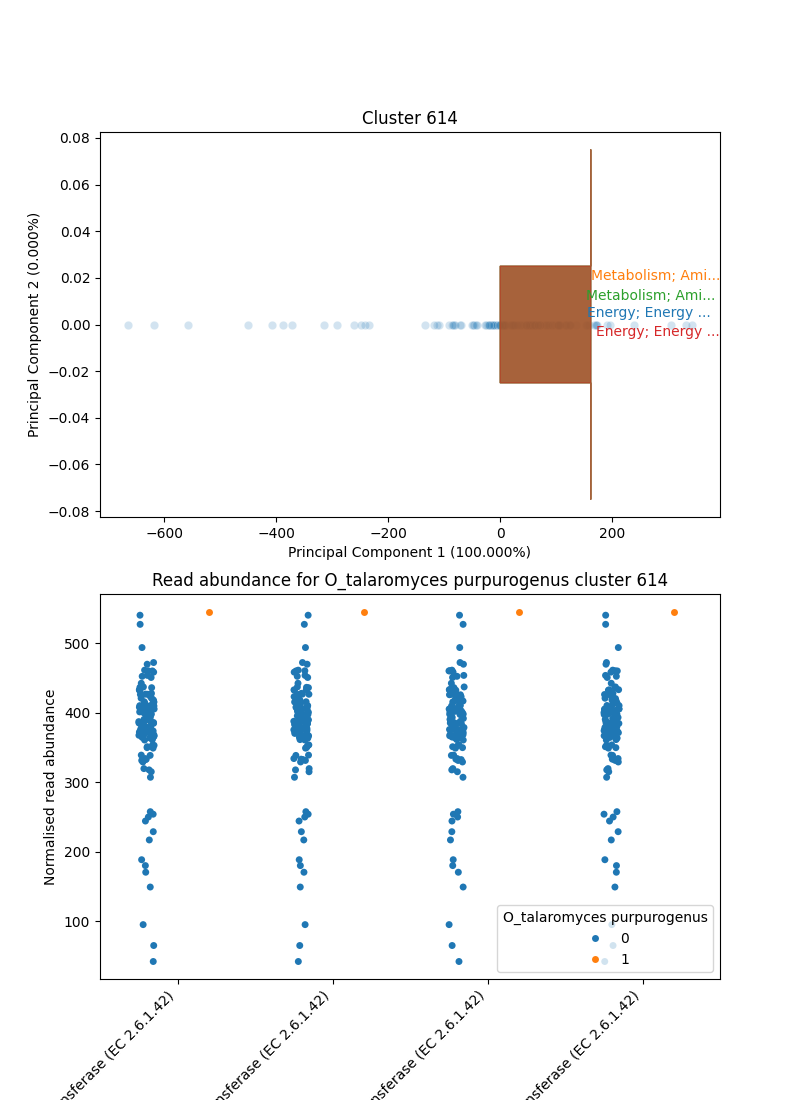 Cluster 614
0.08
0.06
0.04
0.02
0.00
−0.02
−0.04
−0.06
−0.08
Principal Component 2 (0.000%)
Metabolism; Ami...
Metabolism; Ami...
Energy; Energy ...
Energy; Energy ...
−600
−400
−200
0
200
Principal Component 1 (100.000%)
Read abundance for O_talaromyces purpurogenus cluster 614
500
400
300
200
100
Normalised read abundance
O_talaromyces purpurogenus
0
1
nsferase (EC 2.6.1.42)
nsferase (EC 2.6.1.42)
nsferase (EC 2.6.1.42)
nsferase (EC 2.6.1.42)